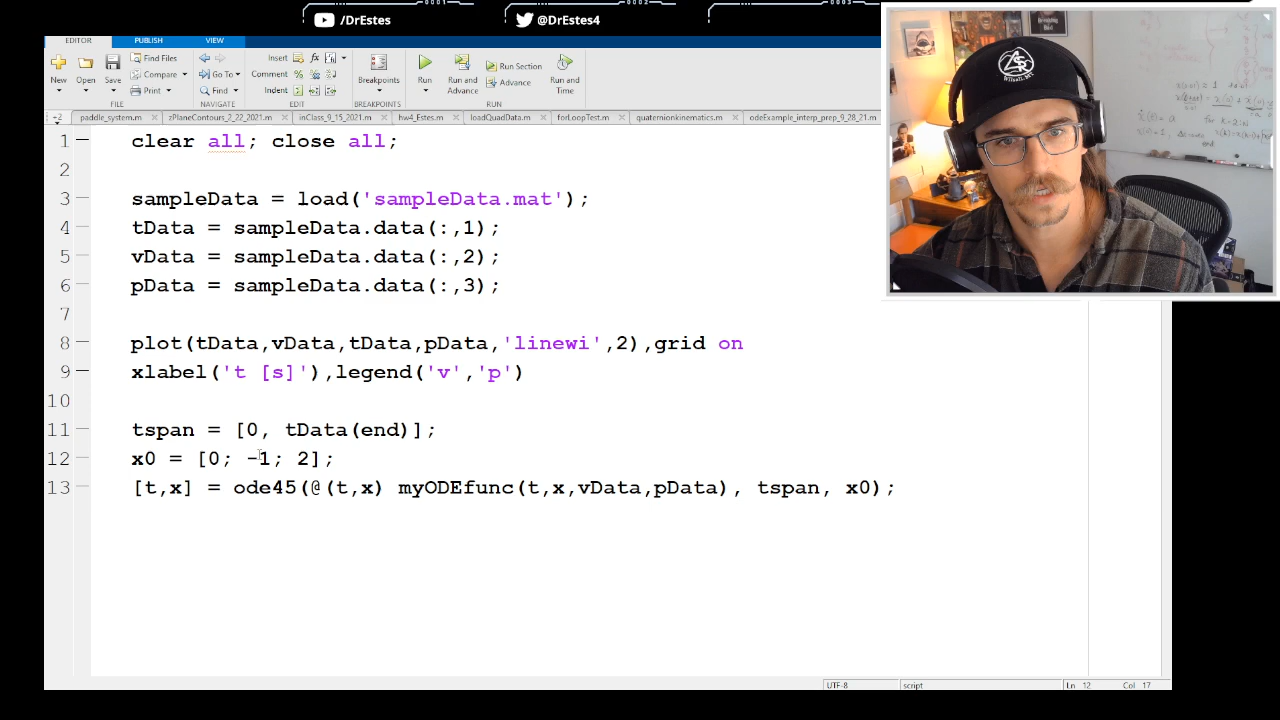 0001
0002
0003
/DrEstes
@DrEstes4
EDITOR
PUBLISH
VIEW
New
Open
Save
Find Files
Compare
Print
FILE
Go To
Find
NAVIGATE
Insert
Comment
Indent
EDIT
Breakpoints
BREAKPOINTS
Run
Run and Advance
Run Section
Advance
Run and Time
RUN
+2
paddle_system.m
zPlaneContours_2_22_2021.m
inClass_9_15_2021.m
hw4_Estes.m
loadQuadData.m
forLoopTest.m
quaternionkinematics.m
odeExample_interp_prep_9_28_21.m
1 clear all; close all;
2
3 sampleData = load('sampleData.mat');
4 tData = sampleData.data(:,1);
5 vData = sampleData.data(:,2);
6 pData = sampleData.data(:,3);
7
8 plot(tData,vData,tData,pData,'linewi',2),grid on
9 xlabel('t [s]'),legend('v','p')
10
11 tspan = [0, tData(end)];
12 x0 = [0; -1; 2];
13 [t,x] = ode45(@(t,x) myODEfunc(t,x,vData,pData), tspan, x0);
UTF-8
script
Ln 12
Col 17